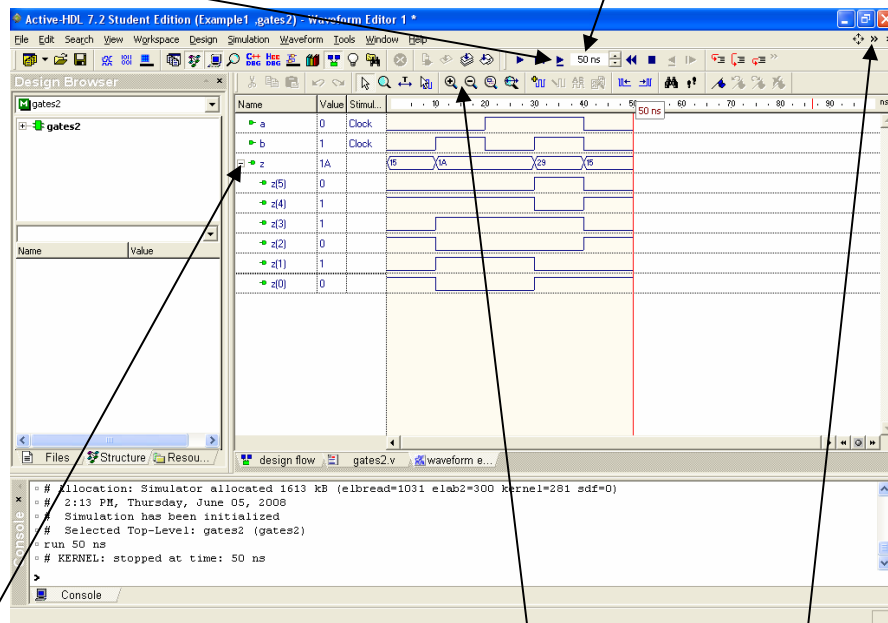 Active-HDL 7.2 Student Edition (Example1 ,gates2) - Waveform Editor 1 *
File Edit Search View Workspace Design Simulation Waveform Tools Window Help
50 ns
Design Browser
gates2
gates2
Name Value
Files Structure Resou...
Name Value Stimul... 10 20 30 40 50 60 70 80 90 ns
50 ns
a 0 Clock
b 1 Clock
z 1A 15 1A 29 15
z(5) 0
z(4) 1
z(3) 1
z(2) 0
z(1) 1
z(0) 0
design flow gates2.v waveform e...
# Allocation: Simulator allocated 1613 kB (elbread=1031 elab2=300 kernel=281 sdf=0)
# 2:13 PM, Thursday, June 05, 2008
# Simulation has been initialized
# Selected Top-Level: gates2 (gates2)
run 50 ns
# KERNEL: stopped at time: 50 ns
>
Console
Console